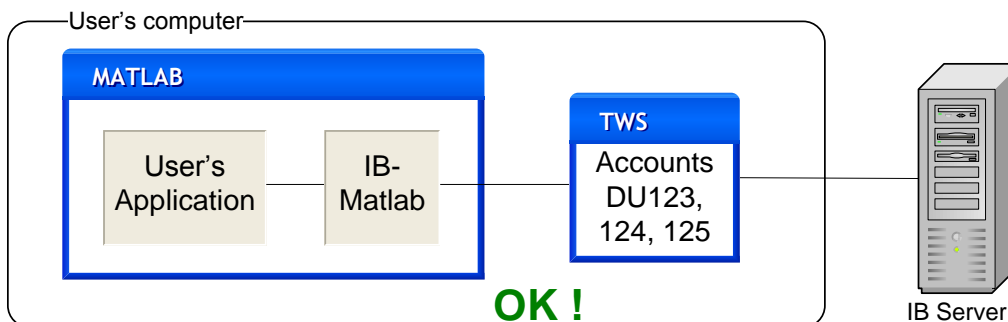 User's computer
MATLAB
TWS
User's
Application
IB-
Matlab
Accounts
DU123,
124, 125
OK !
IB Server